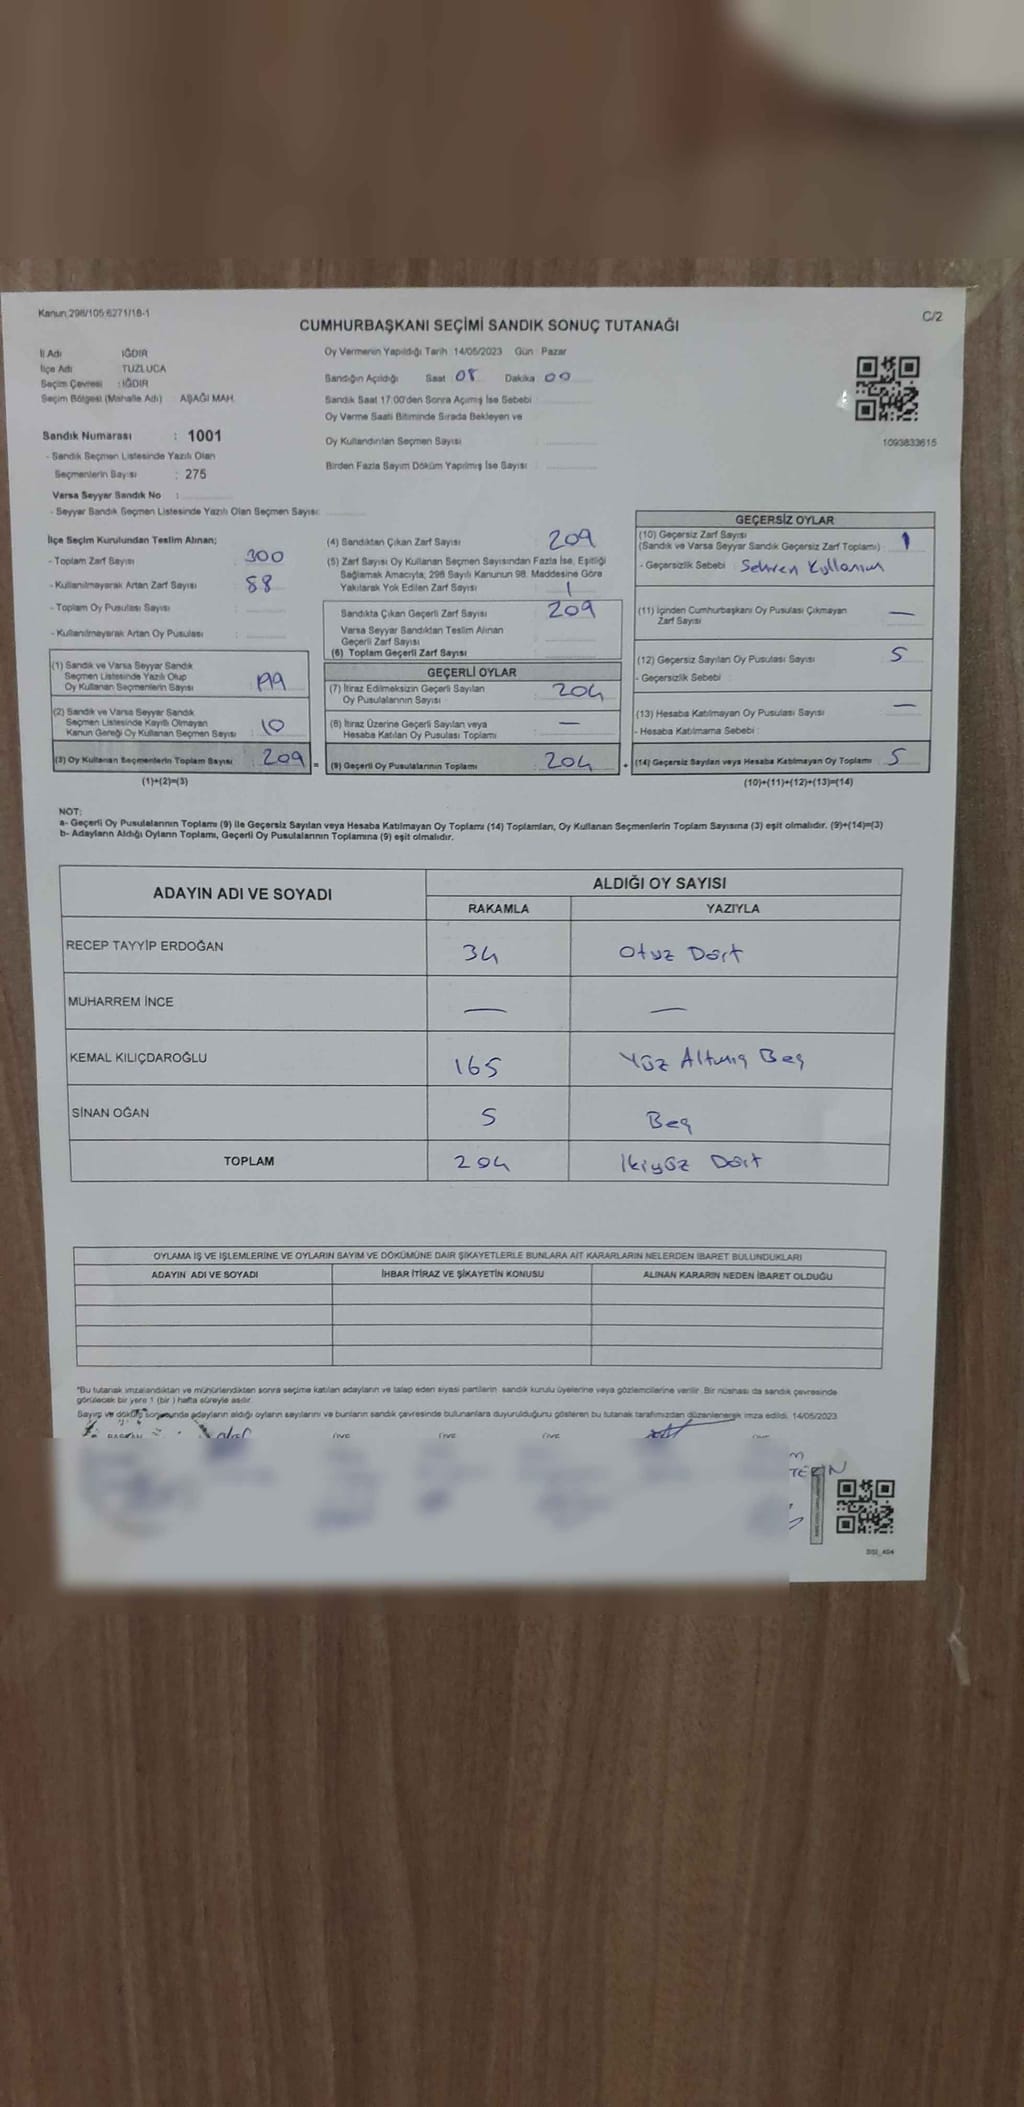 Kanun 298/105 6271/18-1
C/2
CUMHURBAŞKANI SEÇİMİ SANDIK SONUÇ TUTANAĞI
İl Adı IĞDIR
İlçe Adı TUZLUCA
Seçim Çevresi : IĞDIR
Seçim Bölgesi (Mahalle Adı) AŞAĞI MAH.
Sandık Numarası : 1001
- Sandık Seçmen Listesinde Yazılı Olan
Seçmenlerin Sayısı : 275
Varsa Seyyar Sandık No :
- Seyyar Sandık Seçmen Listesinde Yazılı Olan Seçmen Sayısı:
Oy Vermenin Yapıldığı Tarih 14/05/2023 Gün Pazar
Sandığın Açıldığı Saat 08 Dakika 00
Sandık Saat 17:00'den Sonra Açımış İse Sebebi
Oy Verme Saati Bitiminde Sırada Bekleyen ve
Oy Kullandırılan Seçmen Sayısı
Birden Fazla Sayım Döküm Yapılmış İse Sayısı
1093833615
İlçe Seçim Kurulundan Teslim Alınan;
- Toplam Zarf Sayısı 300
- Kullanılmayarak Artan Zarf Sayısı 88
- Toplam Oy Pusulası Sayısı
- Kullanılmayarak Artan Oy Pusulası
(1) Sandık ve Varsa Seyyar Sandık
Seçmen Listesinde Yazılı Olup
Oy Kullanan Seçmenlerin Sayısı 199
(2) Sandık ve Varsa Seyyar Sandık
Seçmen Listesinde Kayıtlı Olmayan
Kanun Gereği Oy Kullanan Seçmen Sayısı 10
(3) Oy Kullanan Seçmenlerin Toplam Sayısı 209 =
(1)+(2)=(3)
(4) Sandıktan Çıkan Zarf Sayısı 209
(5) Zarf Sayısı Oy Kullanan Seçmen Sayısından Fazla İse, Eşitliği
Sağlamak Amacıyla, 298 Sayılı Kanunun 98. Maddesine Göre
Yakılarak Yok Edilen Zarf Sayısı 1
Sandıkta Çıkan Geçerli Zarf Sayısı 209
Varsa Seyyar Sandıktan Teslim Alınan
Geçerli Zarf Sayısı
(6) Toplam Geçerli Zarf Sayısı
GEÇERLİ OYLAR
(7) İtiraz Edilmeksizin Geçerli Sayılan
Oy Pusulalarının Sayısı 204
(8) İtiraz Üzerine Geçerli Sayılan veya
Hesaba Katılan Oy Pusulası Toplamı —
(9) Geçerli Oy Pusulalarının Toplamı 204 +
GEÇERSİZ OYLAR
(10) Geçersiz Zarf Sayısı
(Sandık ve Varsa Seyyar Sandık Geçersiz Zarf Toplamı) : 1
- Geçersizlik Sebebi
(11) İçinden Cumhurbaşkanı Oy Pusulası Çıkmayan
Zarf Sayısı —
(12) Geçersiz Sayılan Oy Pusulası Sayısı 5
- Geçersizlik Sebebi
(13) Hesaba Katılmayan Oy Pusulası Sayısı —
- Hesaba Katılmama Sebebi :
(14) Geçersiz Sayılan veya Hesaba Katılmayan Oy Toplamı 5
(10)+(11)+(12)+(13)=(14)
NOT:
a- Geçerli Oy Pusulalarının Toplamı (9) ile Geçersiz Sayılan veya Hesaba Katılmayan Oy Toplamı (14) Toplamları, Oy Kullanan Seçmenlerin Toplam Sayısına (3) eşit olmalıdır. (9)+(14)=(3)
b- Adayların Aldığı Oyların Toplamı, Geçerli Oy Pusulalarının Toplamına (9) eşit olmalıdır.
ADAYIN ADI VE SOYADI ALDIĞI OY SAYISI
RAKAMLA YAZIYLA
RECEP TAYYİP ERDOĞAN 34 Otuz Dört
MUHARREM İNCE — —
KEMAL KILIÇDAROĞLU 165 Yüz Altmış Beş
SİNAN OĞAN 5 Beş
TOPLAM 204 İkiyüz Dört
OYLAMA İŞ VE İŞLEMLERİNE VE OYLARIN SAYIM VE DÖKÜMÜNE DAİR ŞİKAYETLERLE BUNLARA AİT KARARLARIN NELERDEN İBARET BULUNDUKLARI
ADAYIN ADI VE SOYADI İHBAR İTİRAZ VE ŞİKAYETİN KONUSU ALINAN KARARIN NEDEN İBARET OLDUĞU
*Bu tutanak imzalandıktan ve mühürlendikten sonra seçime katılan adayların ve talep eden siyasi partilerin sandık kurulu üyelerine veya gözlemcilerine verilir. Bir nüshası da sandık çevresinde
görülecek bir yere 1 (bir ) hafta süreyle asılır.
Sayım ve döküm sonunda adayların aldığı oyların sayılarını ve bunların sandık çevresinde bulunanlara duyurulduğunu gösteren bu tutanak tarafımızdan düzenlenerek imza edildi. 14/05/2023
BAŞKAN ÜYE ÜYE ÜYE ÜYE